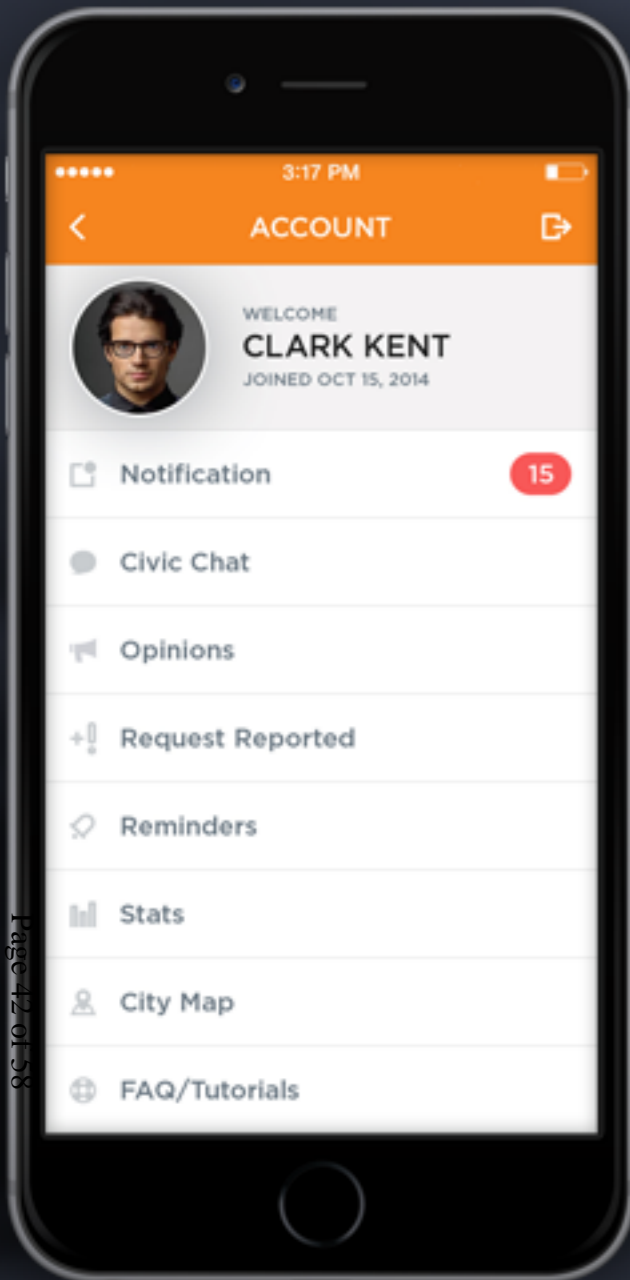 3:17 PM
ACCOUNT
WELCOME
CLARK KENT
JOINED OCT 15, 2014
Notification 15
Civic Chat
Opinions
Request Reported
Reminders
Stats
City Map
FAQ/Tutorials
Page 42 of 58